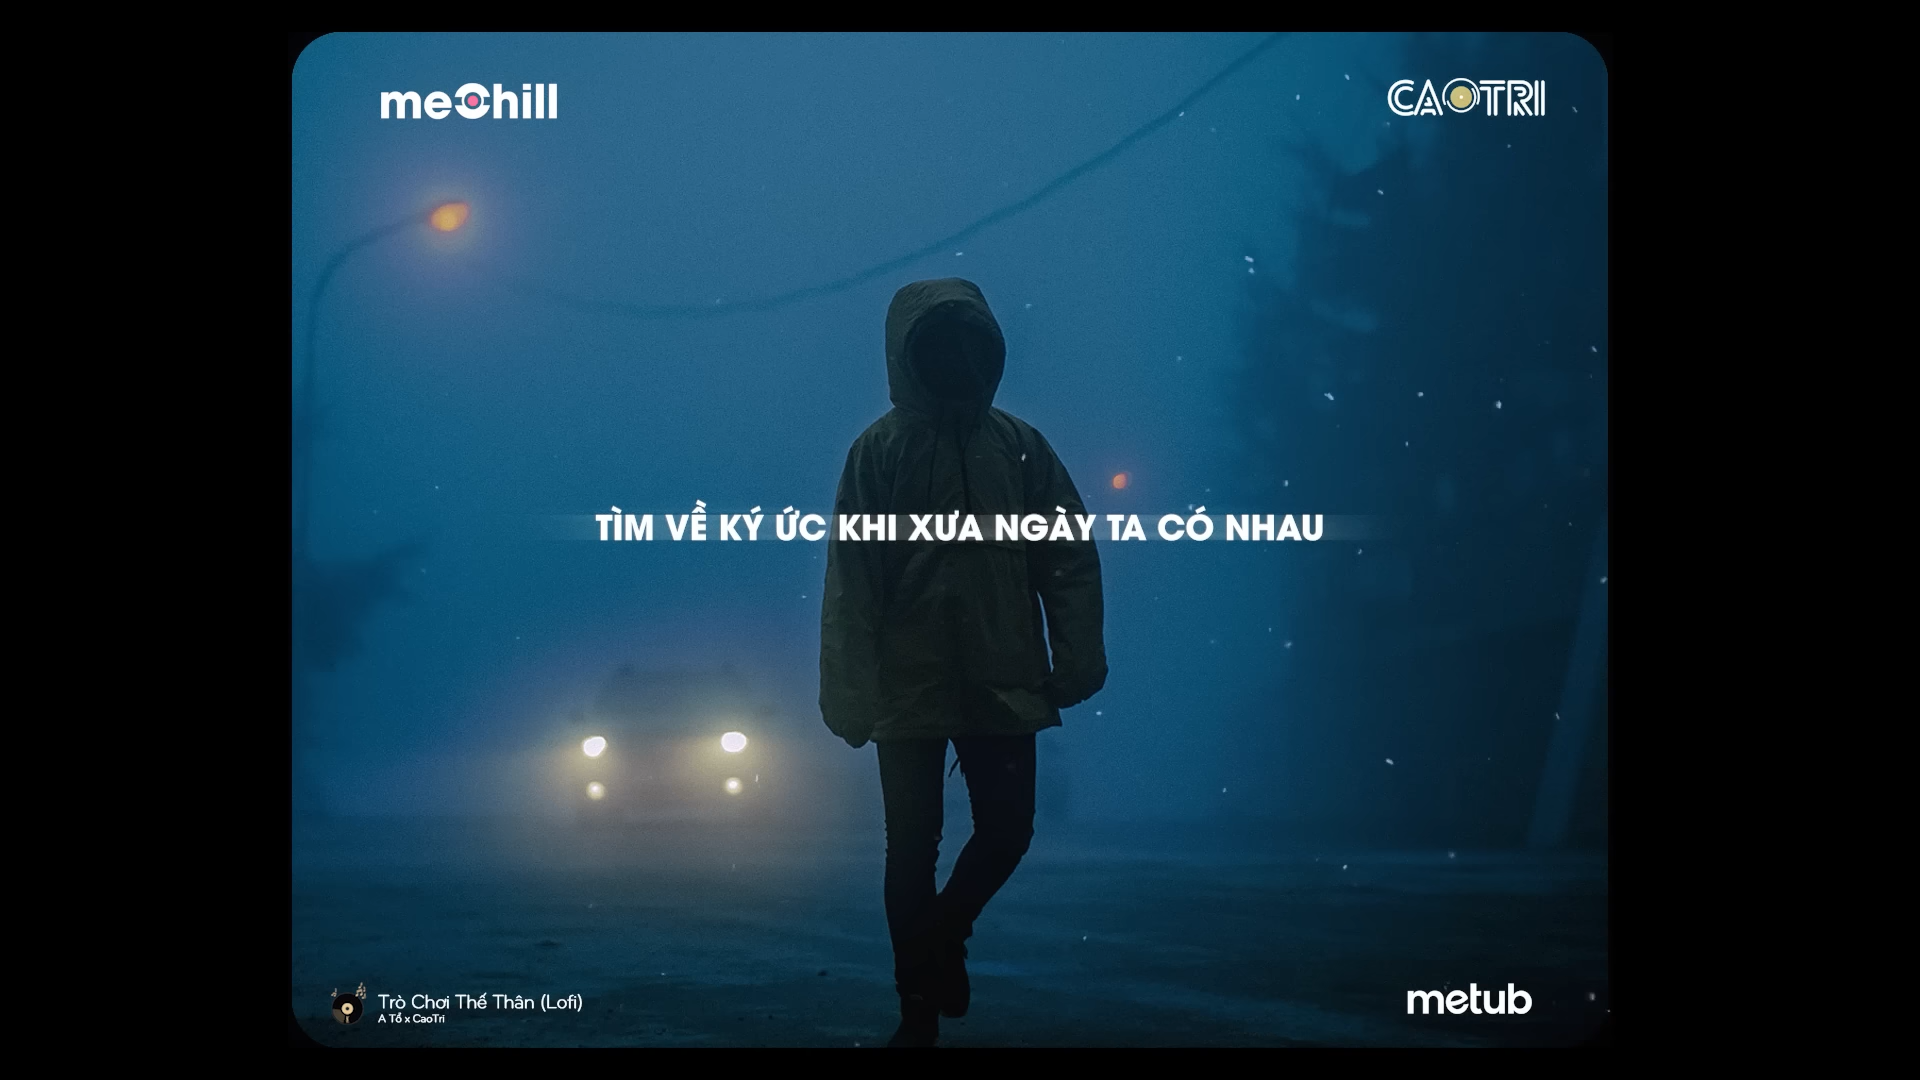 meChill
CAOTRI
TÌM VỀ KÝ ỨC KHI XƯA NGÀY TA CÓ NHAU
Trò Chơi Thế Thân (Lofi)
A Tổ x CaoTri
metub